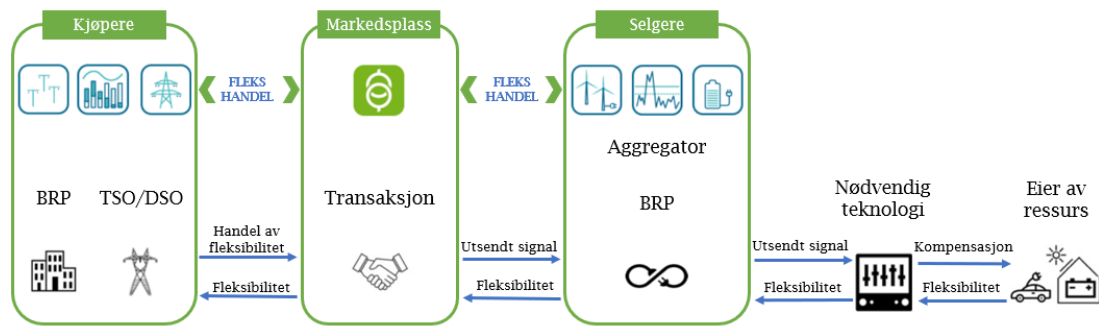 Kjøpere
Markedsplass
Selgere
FLEKS
HANDEL
FLEKS
HANDEL
Aggregator
BRP
TSO/DSO
Transaksjon
BRP
Nødvendig
teknologi
Eier av
ressurs
Handel av
fleksibilitet
Utsendt signal
Utsendt signal
Kompensasjon
Fleksibilitet
Fleksibilitet
Fleksibilitet
Fleksibilitet